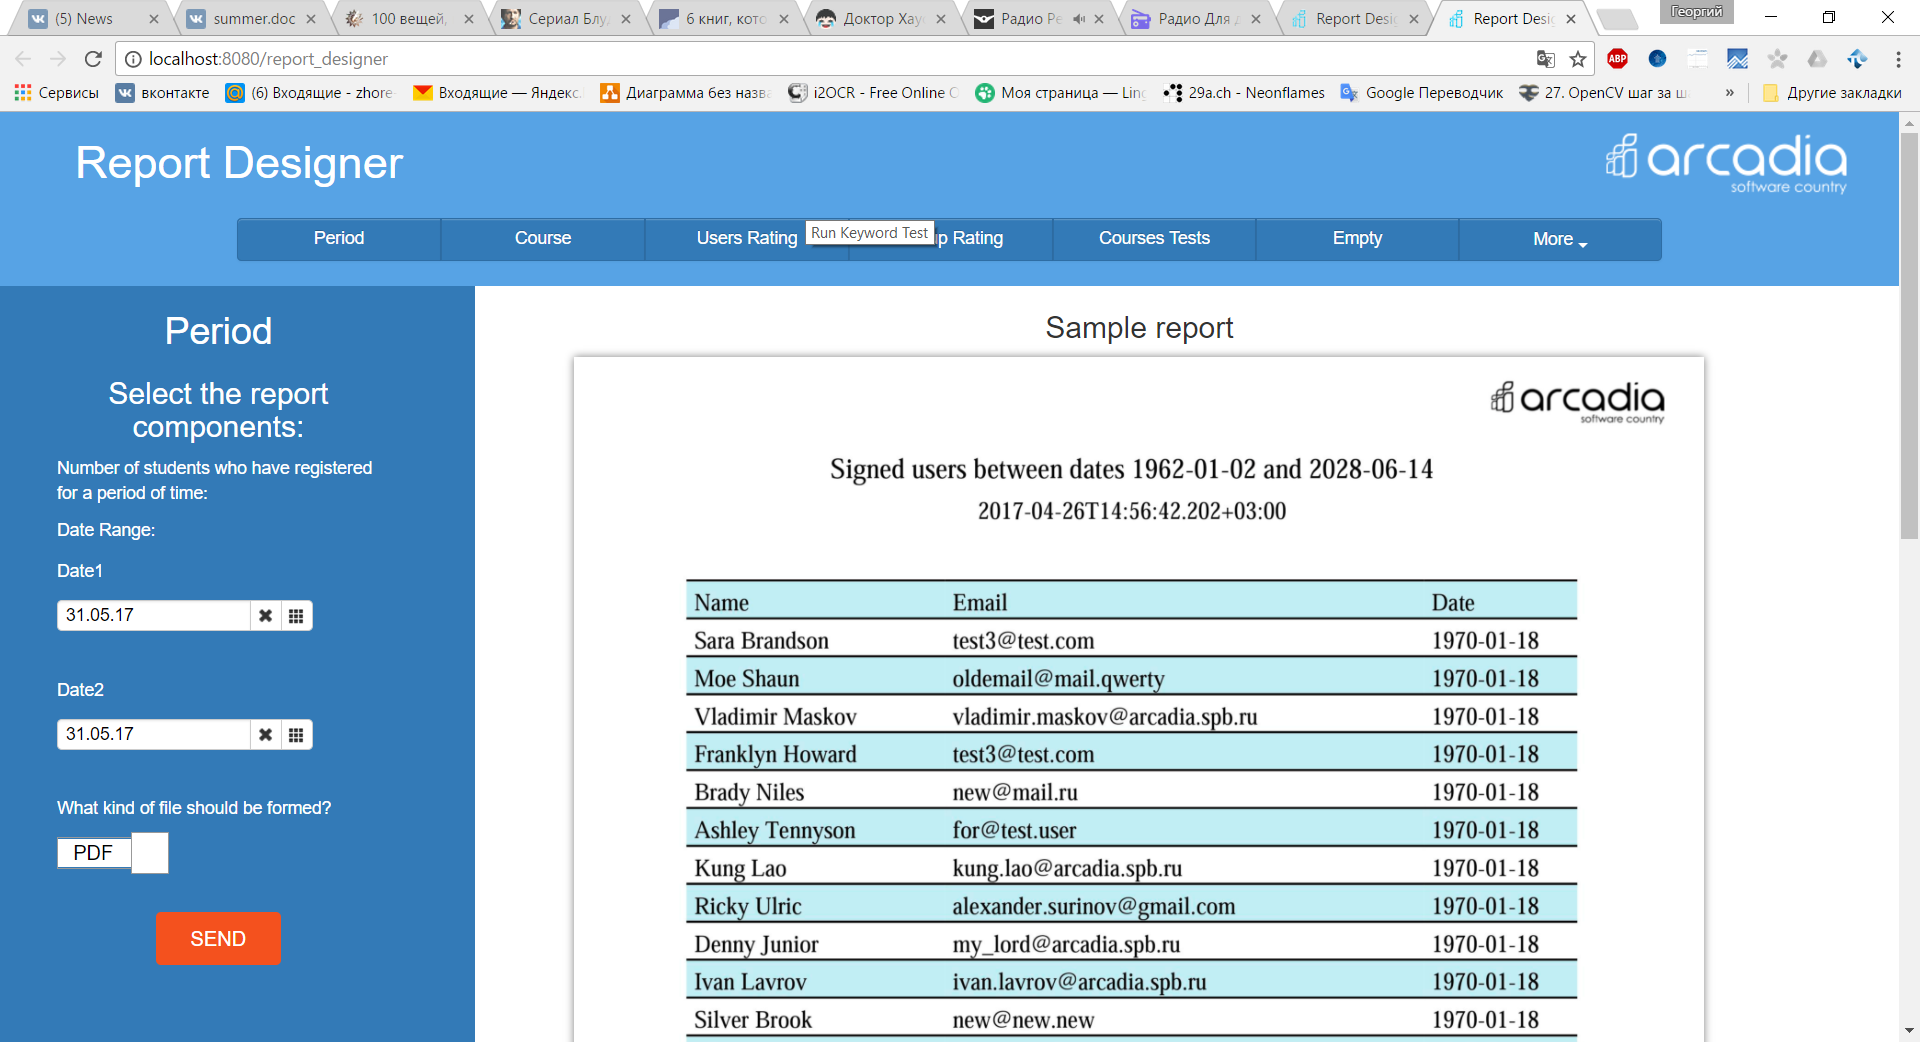 (5) News
summer.doc
100 вещей,
Сериал Блу
6 книг, кото
Доктор Хау
Радио Ре
Радио Для д
Report Desig
Report Desig
Георгий
localhost:8080/report_designer
ABP
Сервисы
вконтакте
(6) Входящие - zhore
Входящие — Яндекс.
Диаграмма без назва
i2OCR - Free Online O
Моя страница — Ling
29a.ch - Neonflames
Google Переводчик
27. OpenCV шаг за ш
»
Другие закладки
Report Designer
arcadia
software country
Period
Course
Users Rating
Run Keyword Test
p Rating
Courses Tests
Empty
More
Period
Select the report
components:
Number of students who have registered
for a period of time:
Date Range:
Date1
31.05.17
Date2
31.05.17
What kind of file should be formed?
PDF
SEND
Sample report
arcadia
software country
Signed users between dates 1962-01-02 and 2028-06-14
2017-04-26T14:56:42.202+03:00
Name Email Date
Sara Brandson test3@test.com 1970-01-18
Moe Shaun oldemail@mail.qwerty 1970-01-18
Vladimir Maskov vladimir.maskov@arcadia.spb.ru 1970-01-18
Franklyn Howard test3@test.com 1970-01-18
Brady Niles new@mail.ru 1970-01-18
Ashley Tennyson for@test.user 1970-01-18
Kung Lao kung.lao@arcadia.spb.ru 1970-01-18
Ricky Ulric alexander.surinov@gmail.com 1970-01-18
Denny Junior my_lord@arcadia.spb.ru 1970-01-18
Ivan Lavrov ivan.lavrov@arcadia.spb.ru 1970-01-18
Silver Brook new@new.new 1970-01-18